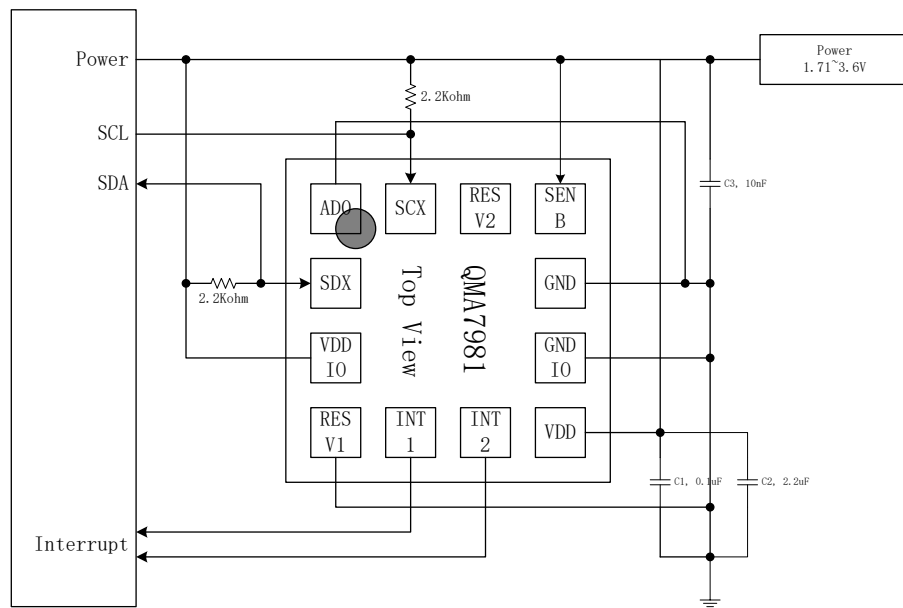 Power
Power
1.71~3.6V
2.2Kohm
SCL
SDA
C3, 10nF
AD0
SCX
RES
V2
SEN
B
2.2Kohm
SDX
GND
QMA7981
Top View
VDD
IO
GND
IO
RES
V1
INT
1
INT
2
VDD
C1, 0.1uF
C2, 2.2uF
Interrupt